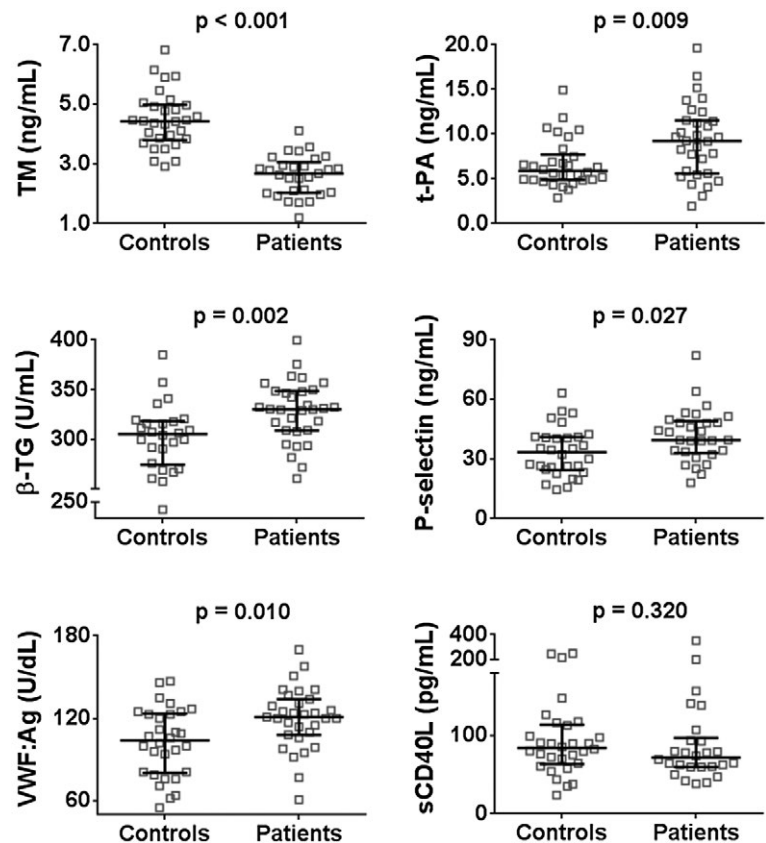 p < 0.001
TM (ng/mL)
7.0
5.0
3.0
1.0
Controls
Patients
p = 0.009
t-PA (ng/mL)
20.0
15.0
10.0
5.0
0.0
Controls
Patients
p = 0.002
β-TG (U/mL)
400
350
300
250
Controls
Patients
p = 0.027
P-selectin (ng/mL)
90
60
30
0
Controls
Patients
p = 0.010
VWF:Ag (U/dL)
180
120
60
Controls
Patients
p = 0.320
sCD40L (pg/mL)
400
200
100
0
Controls
Patients